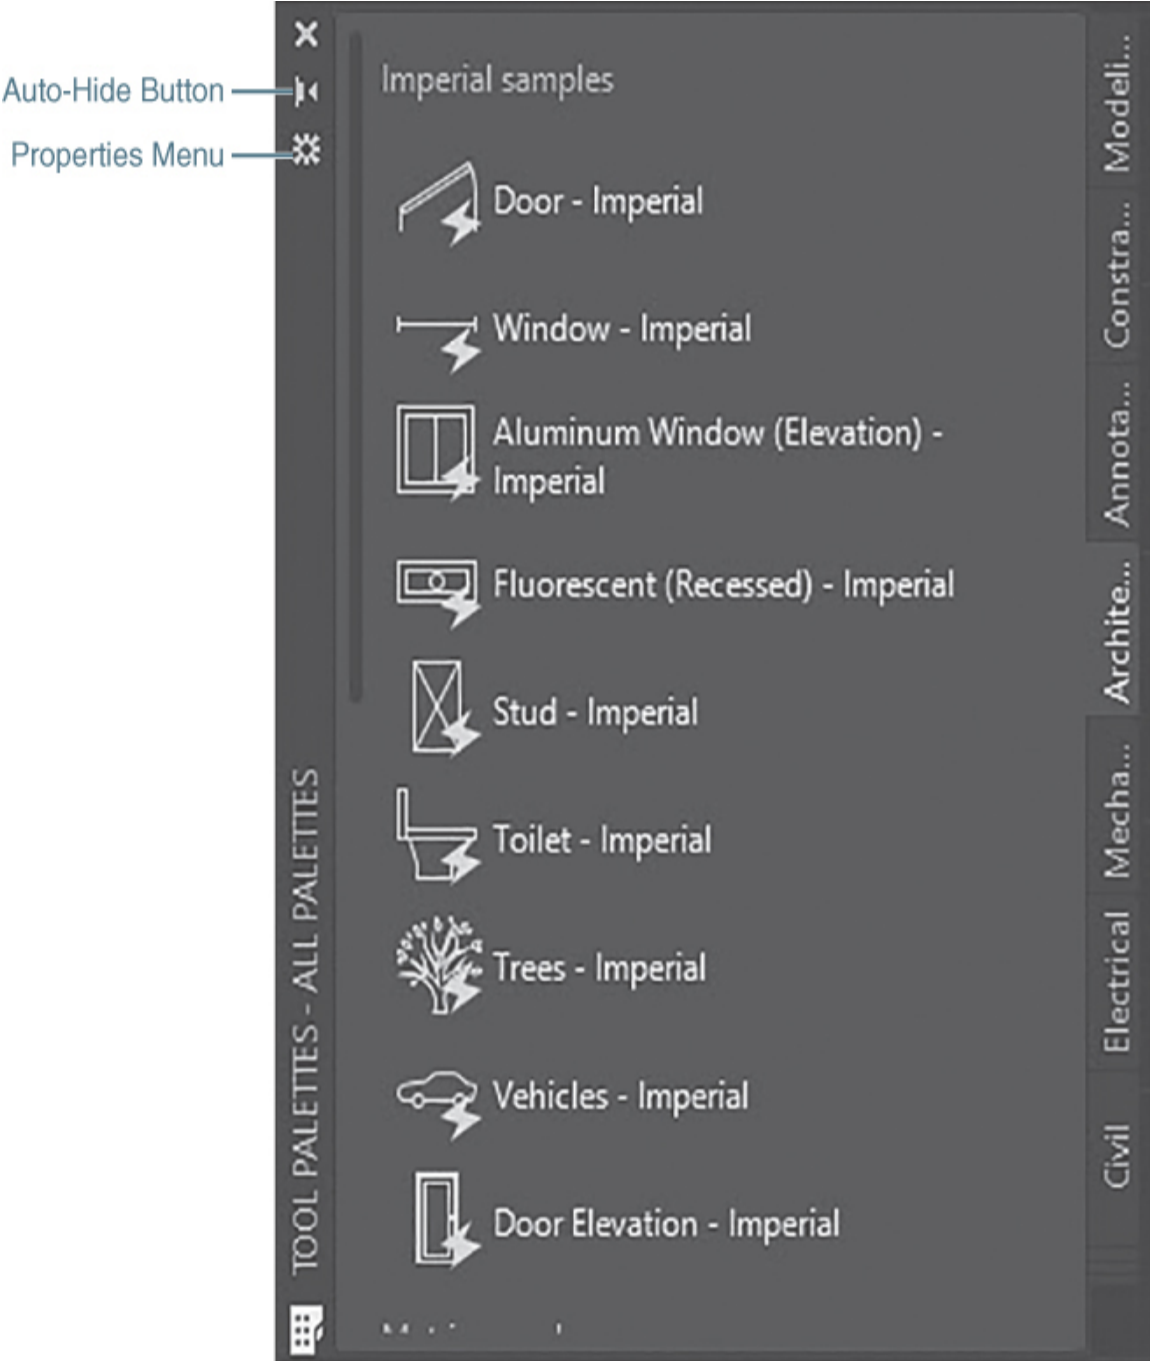 Auto-Hide Button
Properties Menu
TOOL PALETTES - ALL PALETTES
Imperial samples
Door - Imperial
Window - Imperial
Aluminum Window (Elevation) -
Imperial
Fluorescent (Recessed) - Imperial
Stud - Imperial
Toilet - Imperial
Trees - Imperial
Vehicles - Imperial
Door Elevation - Imperial
Modeli...
Constra...
Annota...
Archite...
Mecha...
Electrical
Civil